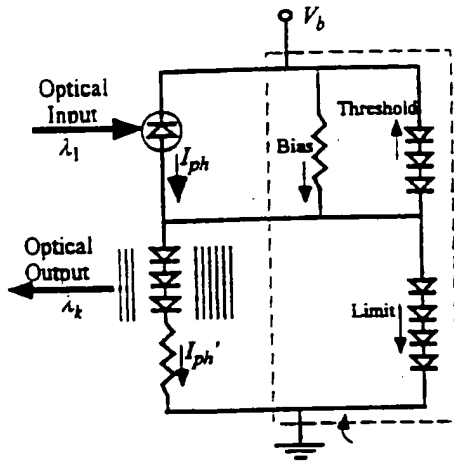 V_b
Optical
Input
λ_1
I_ph
Bias
Threshold
Optical
Output
λ_k
I_ph'
Limit